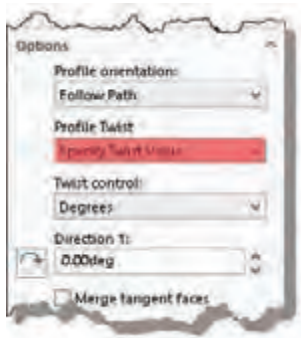 Options
Profile orientation:
Follow Path
Profile Twist
Specify Twist Value
Twist control:
Degrees
Direction 1:
0.00deg
Merge tangent faces